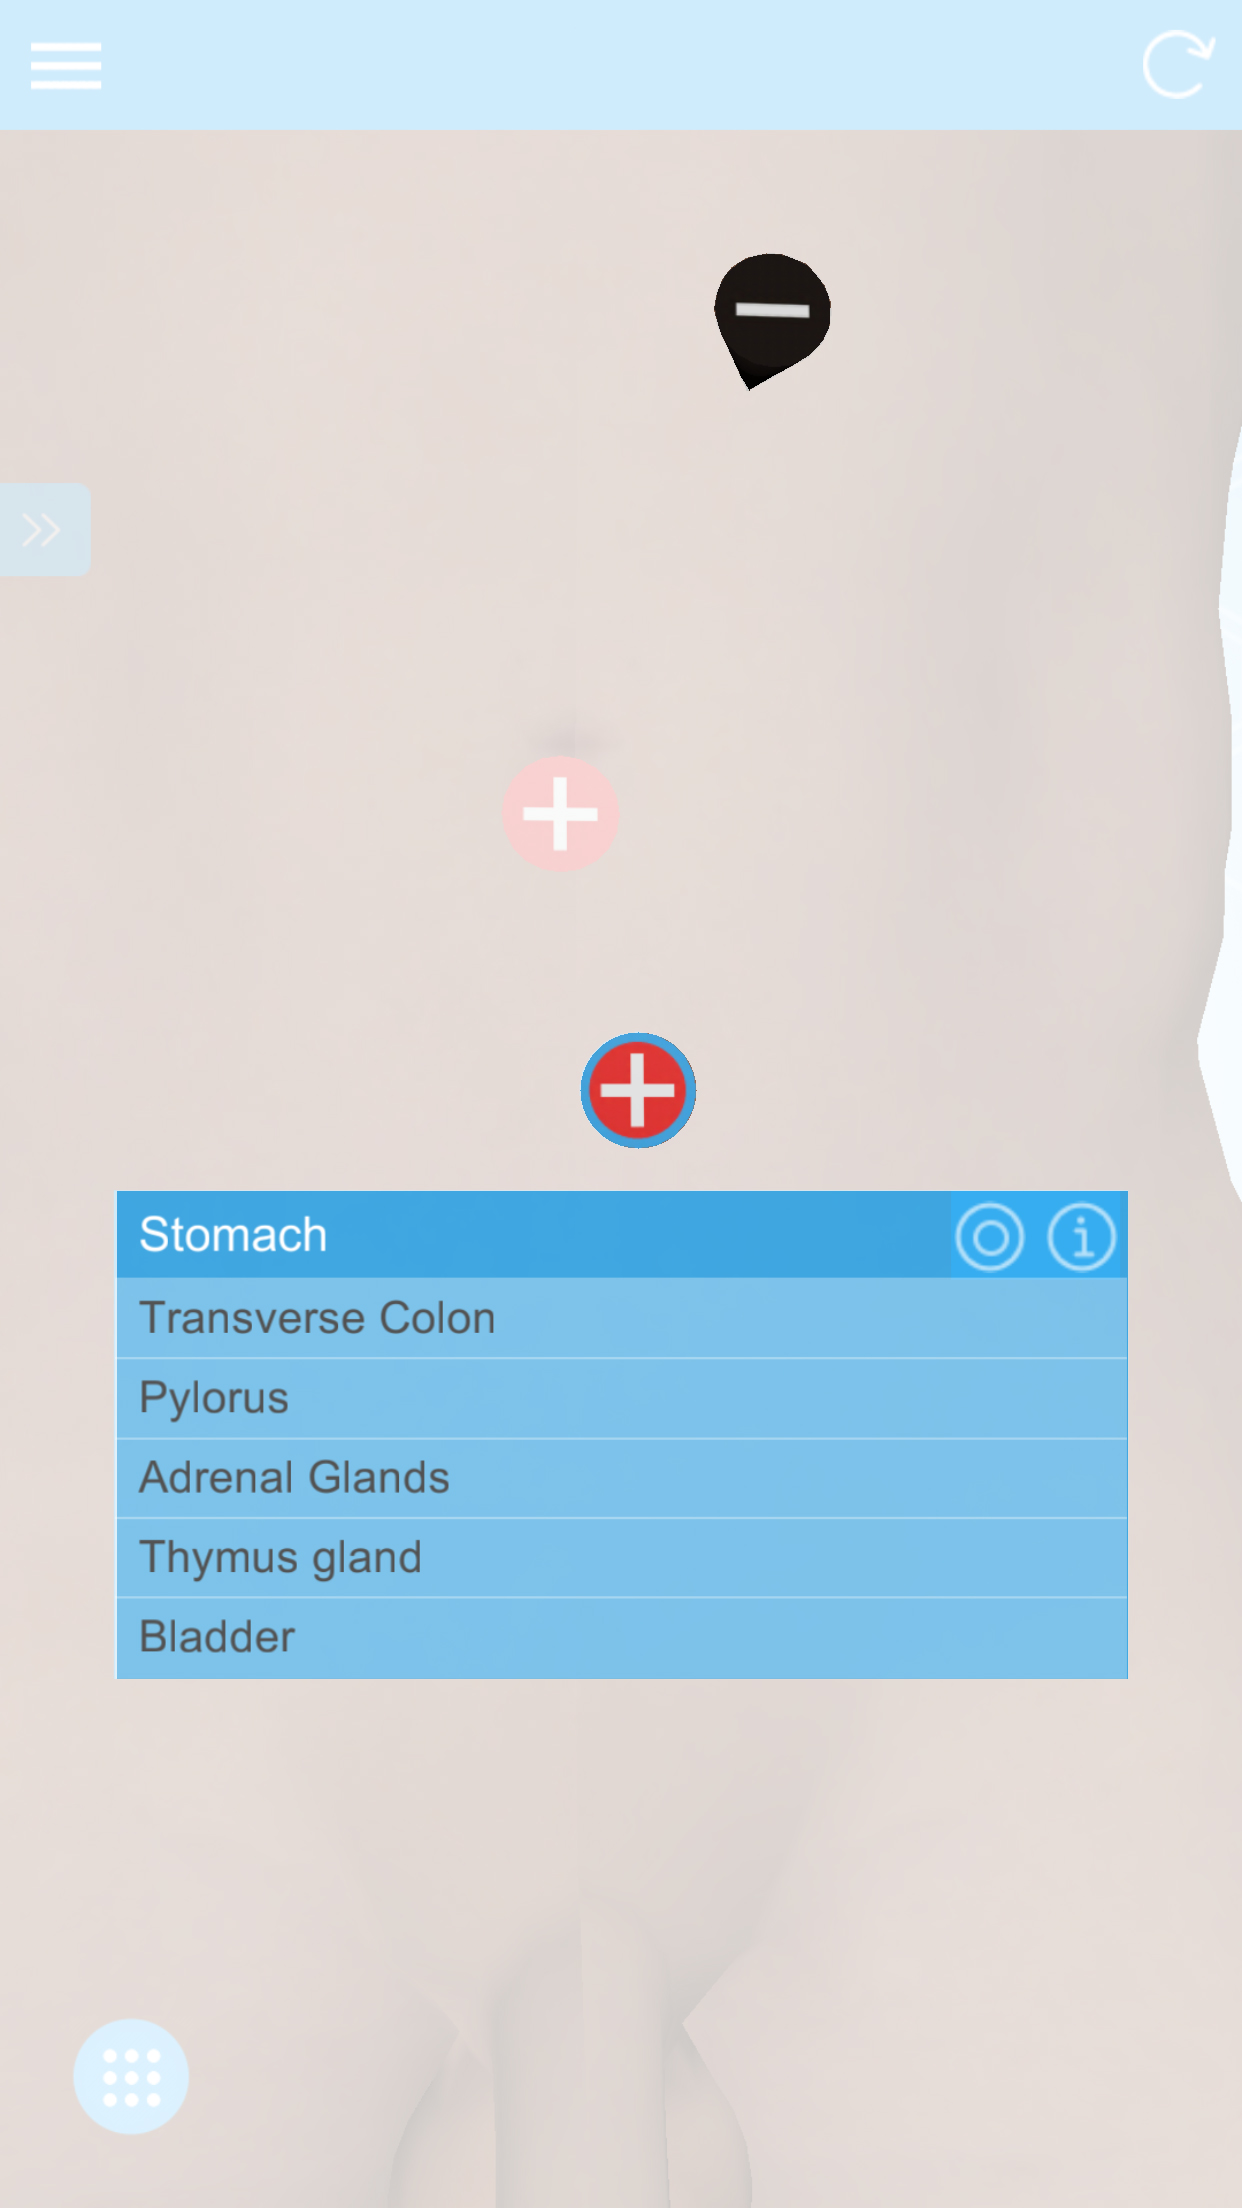 Stomach
Transverse Colon
Pylorus
Adrenal Glands
Thymus gland
Bladder